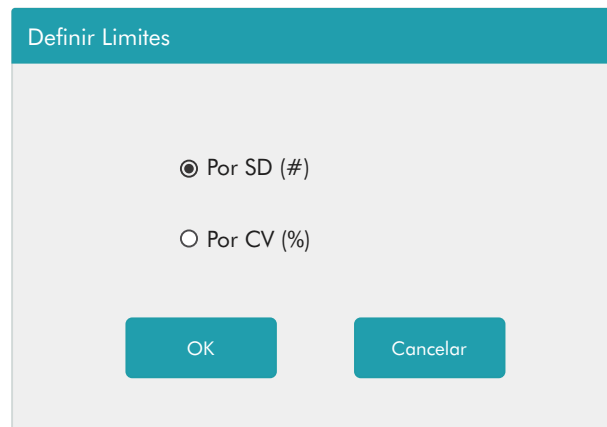 Definir Limites
Por SD (#)
Por CV (%)
OK
Cancelar